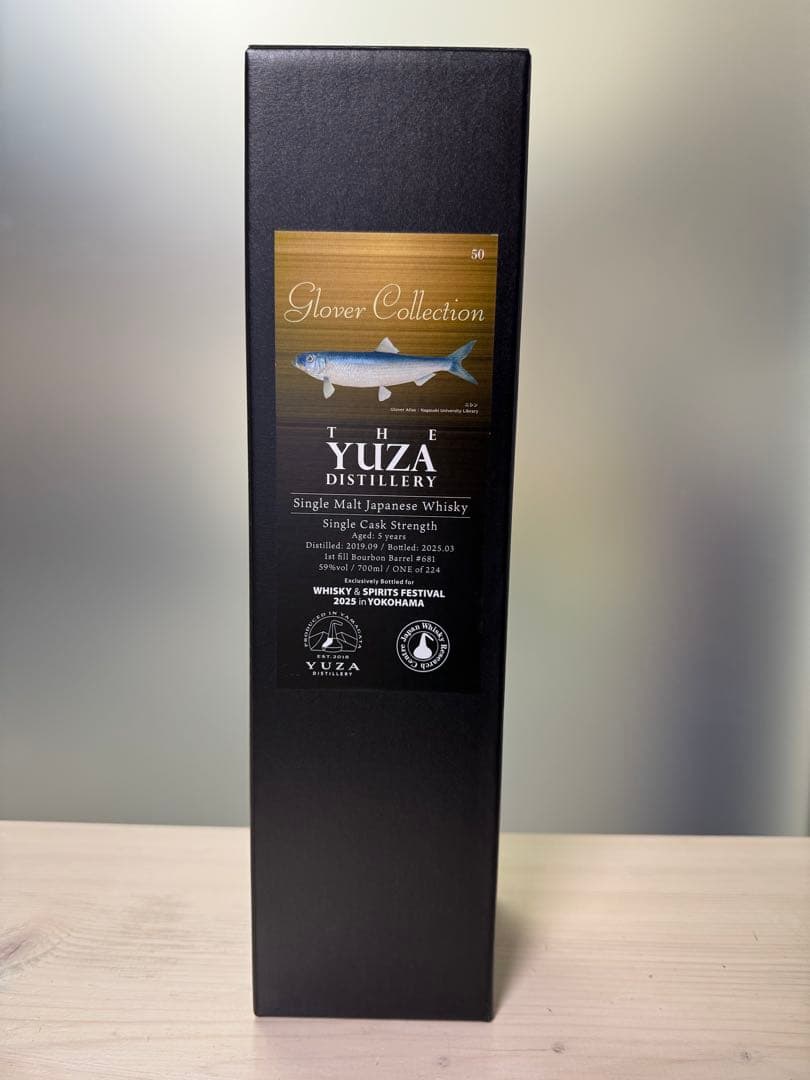 50
Glover Collection
ニシン
Glover Atlas : Nagasaki University Library
THE
YUZA
DISTILLERY
Single Malt Japanese Whisky
Single Cask Strength
Aged: 5 years
Distilled: 2019.09 / Bottled: 2025.03
1st fill Bourbon Barrel #681
59%vol / 700ml / ONE of 224
Exclusively Bottled for
WHISKY & SPIRITS FESTIVAL
2025 in YOKOHAMA
PRODUCED IN YAMAGATA
EST.2018
YUZA
DISTILLERY
Japan Whisky Research Centre